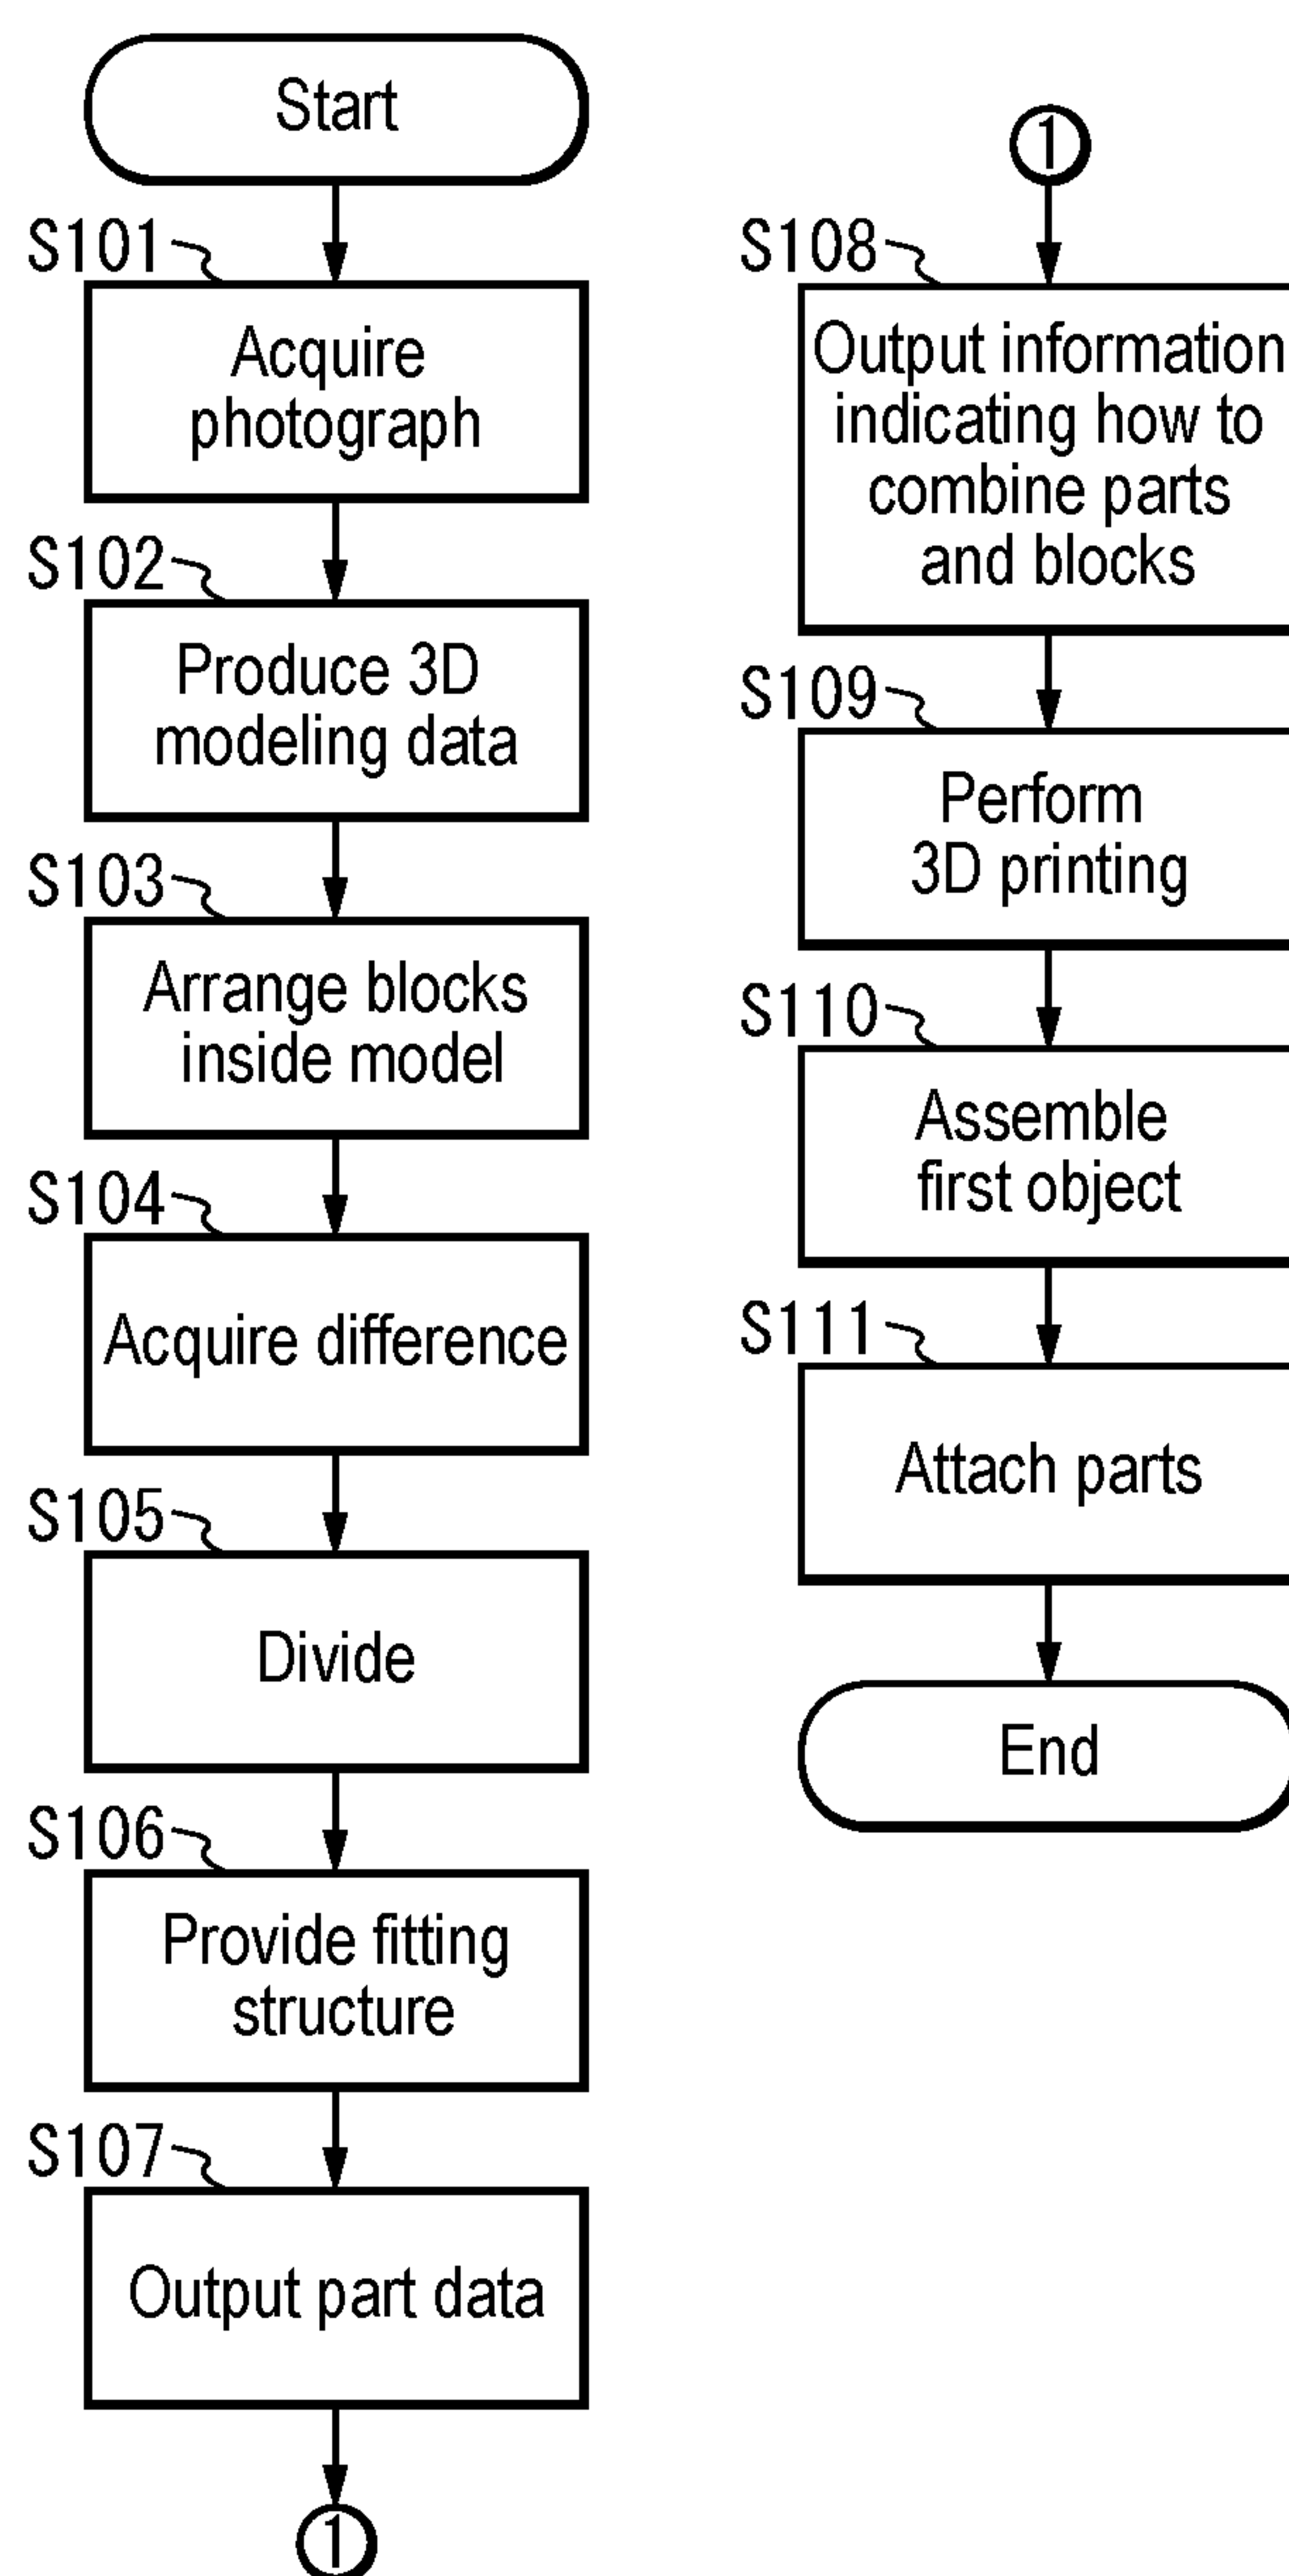 Start
S101
Acquire
photograph
S102
Produce 3D
modeling data
S103
Arrange blocks
inside model
S104
Acquire difference
S105
Divide
S106
Provide fitting
structure
S107
Output part data
1
1
S108
Output information
indicating how to
combine parts
and blocks
S109
Perform
3D printing
S110
Assemble
first object
S111
Attach parts
End